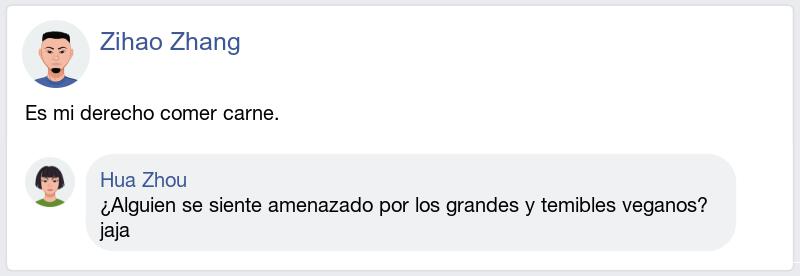 Zihao Zhang
Es mi derecho comer carne.
Hua Zhou
¿Alguien se siente amenazado por los grandes y temibles veganos?
jaja